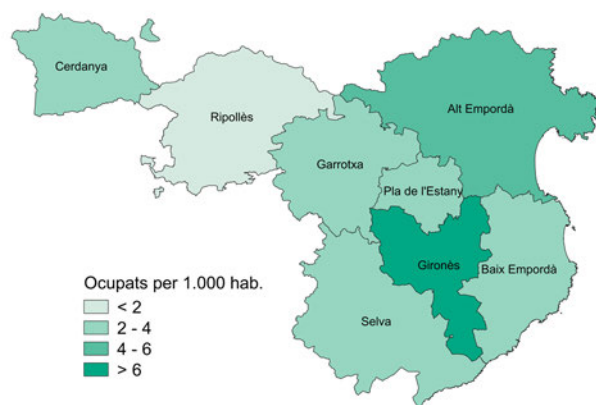 Cerdanya
Ripollès
Alt Empordà
Garrotxa
Pla de l'Estany
Gironès
Baix Empordà
Selva
Ocupats per 1.000 hab.
< 2
2 - 4
4 - 6
> 6